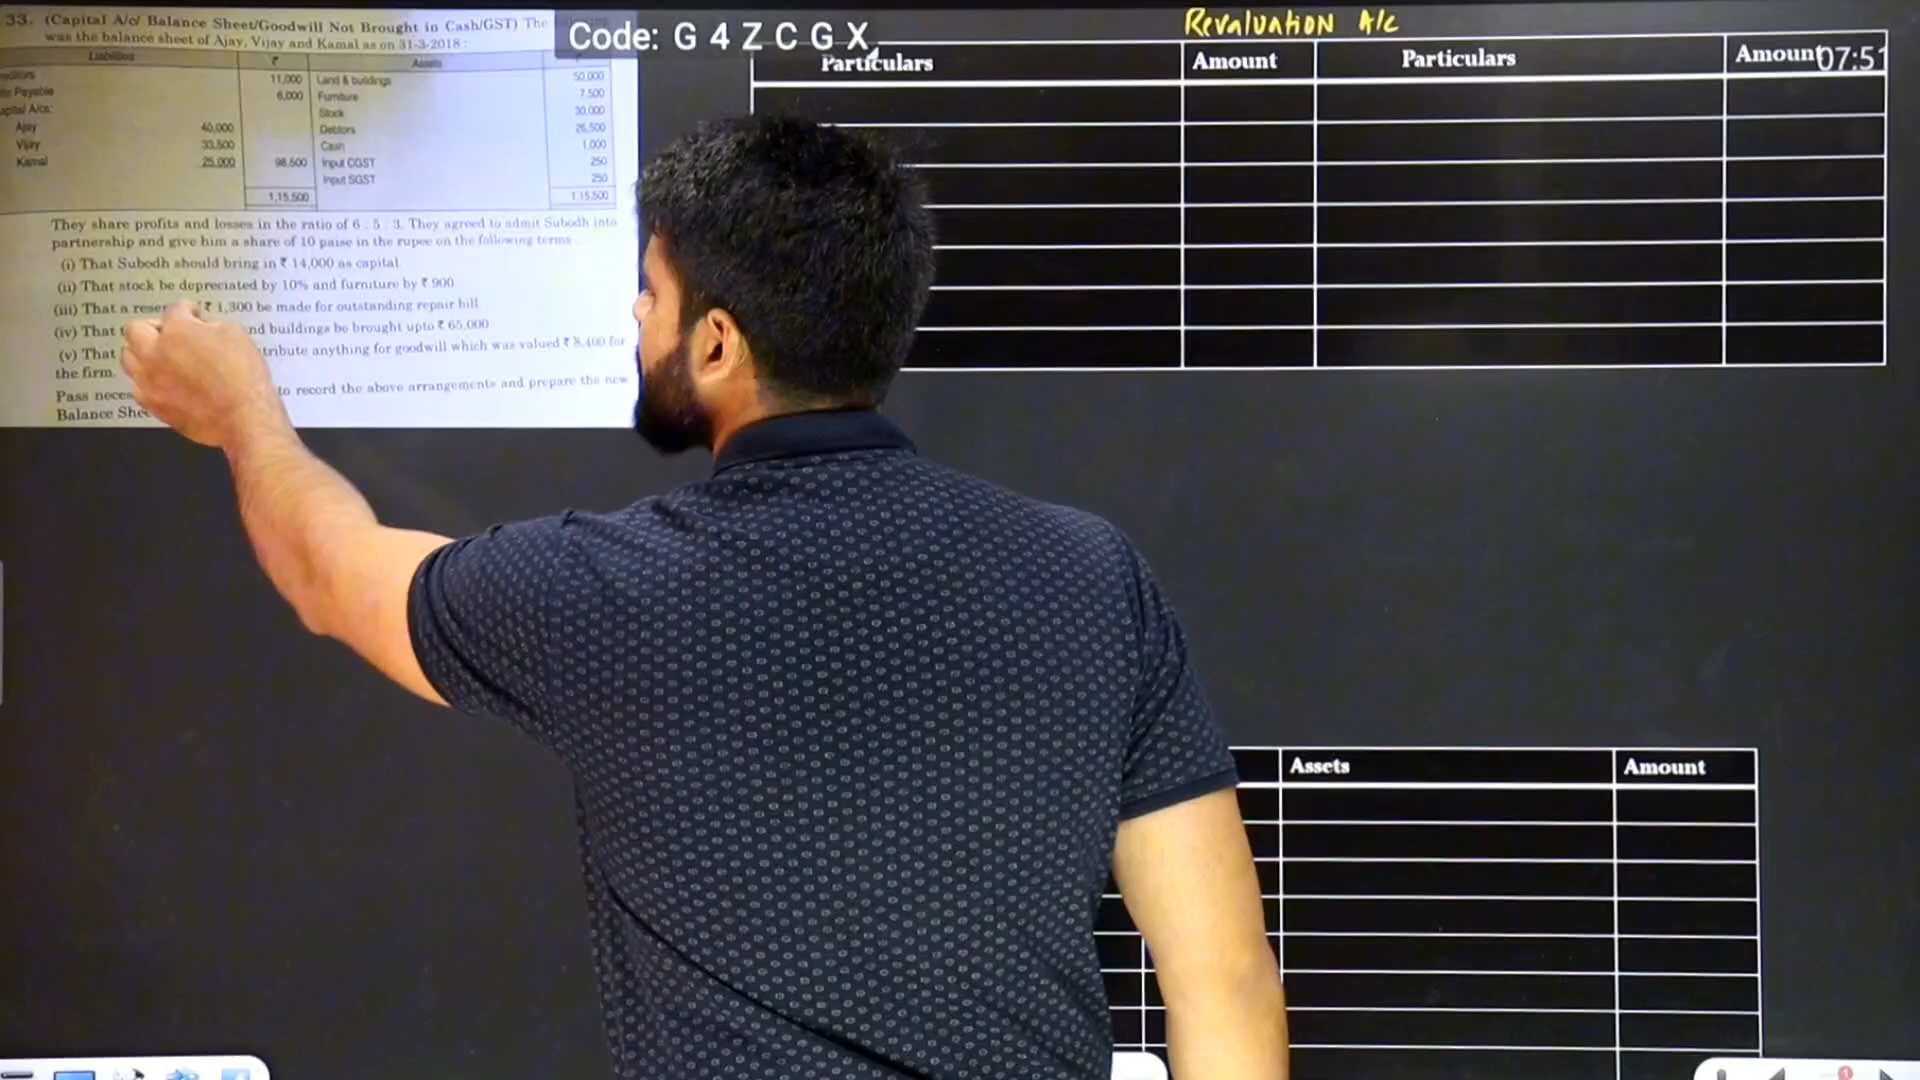 33. (Capital A/c/ Balance Sheet/Goodwill Not Brought in Cash/GST) The
was the balance sheet of Ajay, Vijay and Kamal as on 31-3-2018 :
Code: G 4 Z C G X
Revaluation A/c
Particulars Amount Particulars Amount
07:51
Liabilities ₹ Assets
11,000 Land & buildings 50,000
Payable 6,000 Furniture 7,500
A/cs: Stock 30,000
Ajay 40,000 Debtors 26,500
Vijay 33,500 Cash 1,000
Kamal 25,000 98,500 Input CGST 250
Input SGST 250
1,15,500 1,15,500
They share profits and losses in the ratio of 6 : 5 : 3. They agreed to admit Subodh into
partnership and give him a share of 10 paise in the rupee on the following terms
(i) That Subodh should bring in ₹ 14,000 as capital.
(ii) That stock be depreciated by 10% and furniture by ₹ 900
(iii) That a ₹ 1,300 be made for outstanding repair bill
(iv) That buildings be brought upto ₹ 65,000
(v) That anything for goodwill which was valued ₹ 8,400 for
the firm.
Pass to record the above arrangements and prepare the new
Balance
Assets Amount
1